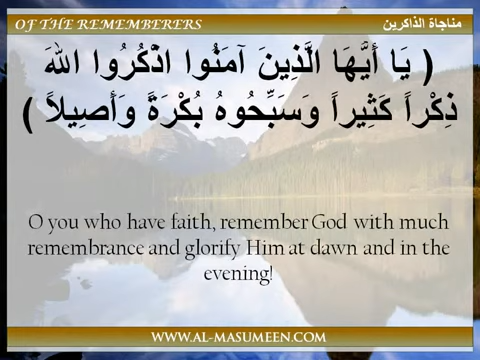 OF THE REMEMBERERS
مناجاة الذاكرين
( يَا أَيُّهَا الَّذِينَ آمَنُوا اذْكُرُوا اللهَ
ذِكْراً كَثِيراً وَسَبِّحُوهُ بُكْرَةً وَأَصِيلاً )
O you who have faith, remember God with much
remembrance and glorify Him at dawn and in the
evening!
WWW.AL-MASUMEEN.COM